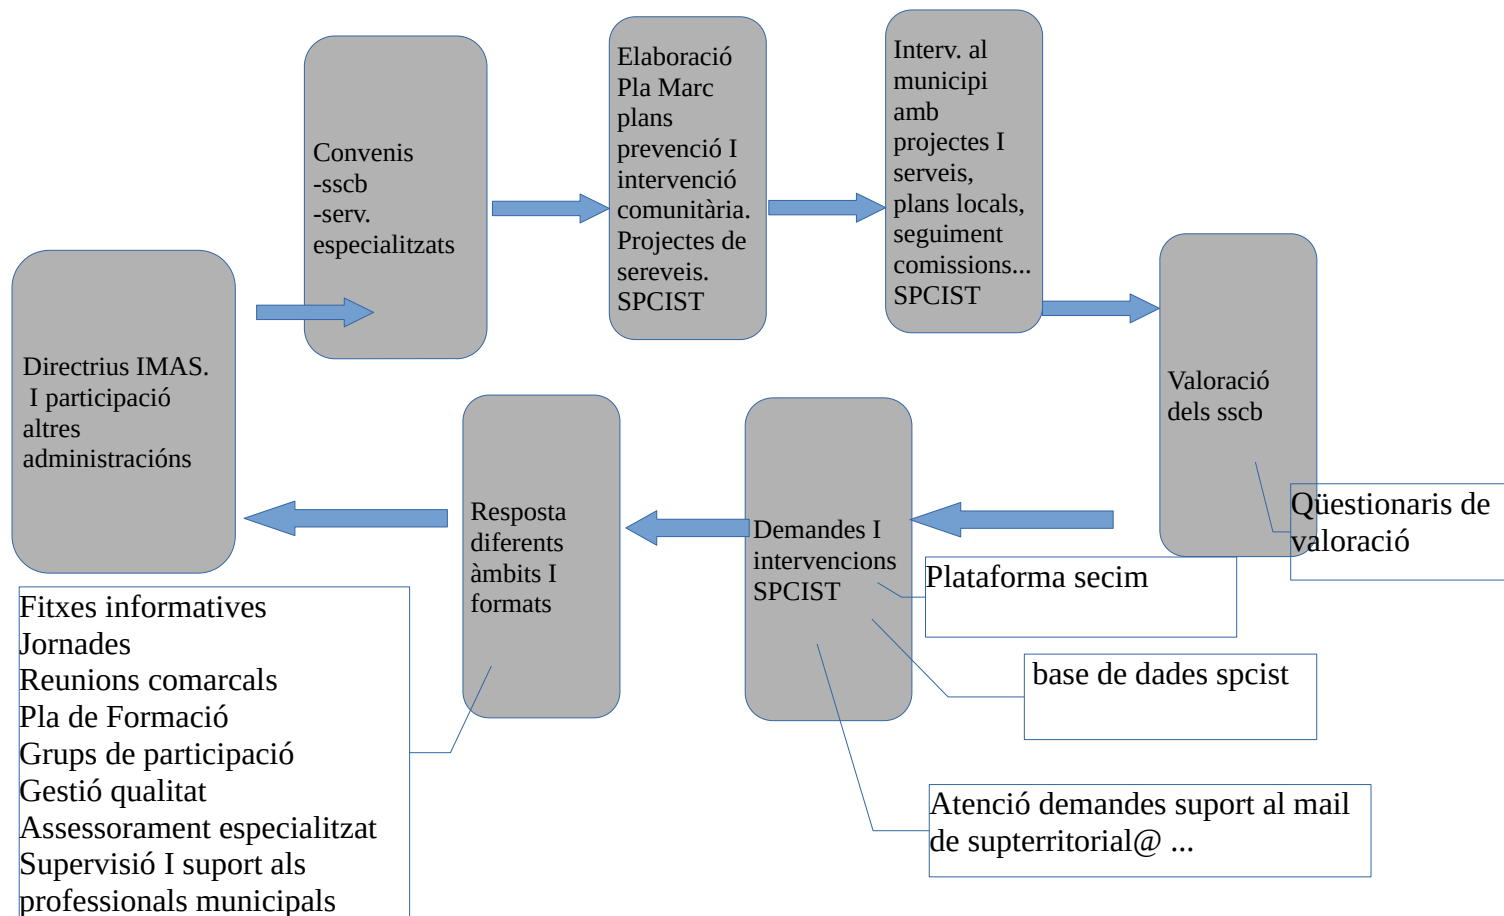 Directrius IMAS.
I participació
altres
administracións
Convenis
-sscb
-serv.
especialitzats
Elaboració
Pla Marc
plans
prevenció I
intervenció
comunitària.
Projectes de
sereveis.
SPCIST
Interv. al
municipi
amb
projectes I
serveis,
plans locals,
seguiment
comissions...
SPCIST
Valoració
dels sscb
Qüestionaris de
valoració
Demandes I
intervencions
SPCIST
Plataforma secim
base de dades spcist
Atenció demandes suport al mail
de supterritorial@ ...
Resposta
diferents
àmbits I
formats
Fitxes informatives
Jornades
Reunions comarcals
Pla de Formació
Grups de participació
Gestió qualitat
Assessorament especialitzat
Supervisió I suport als
professionals municipals